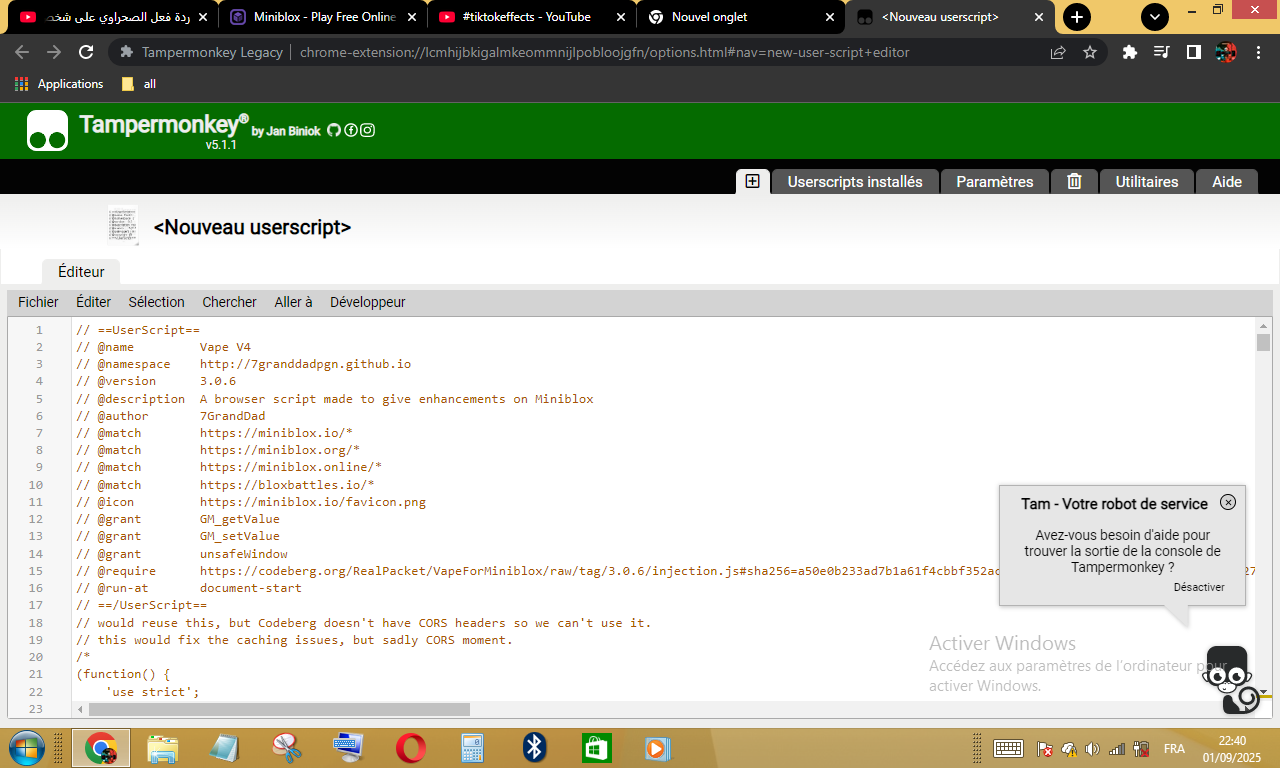 ردة فعل الصحراوي على شخص
Miniblox - Play Free Online
#tiktokeffects - YouTube
Nouvel onglet
<Nouveau userscript>
Tampermonkey Legacy
chrome-extension://lcmhijbkigalmkeommnijlpobloojgfn/options.html#nav=new-user-script+editor
Applications
all
Tampermonkey® by Jan Biniok
v5.1.1
Userscripts installés
Paramètres
Utilitaires
Aide
<Nouveau userscript>
Éditeur
Fichier Éditer Sélection Chercher Aller à Développeur
1 // ==UserScript==
2 // @name Vape V4
3 // @namespace http://7granddadpgn.github.io
4 // @version 3.0.6
5 // @description A browser script made to give enhancements on Miniblox
6 // @author 7GrandDad
7 // @match https://miniblox.io/*
8 // @match https://miniblox.org/*
9 // @match https://miniblox.online/*
10 // @match https://bloxbattles.io/*
11 // @icon https://miniblox.io/favicon.png
12 // @grant GM_getValue
13 // @grant GM_setValue
14 // @grant unsafeWindow
15 // @require https://codeberg.org/RealPacket/VapeForMiniblox/raw/tag/3.0.6/injection.js#sha256=a50e0b233ad7b1a61f4cbbf352ac 27
16 // @run-at document-start
17 // ==/UserScript==
18 // would reuse this, but Codeberg doesn't have CORS headers so we can't use it.
19 // this would fix the caching issues, but sadly CORS moment.
20 /*
21 (function() {
22 'use strict';
23
Tam - Votre robot de service
Avez-vous besoin d'aide pour
trouver la sortie de la console de
Tampermonkey ?
Désactiver
Activer Windows
Accédez aux paramètres de l'ordinateur pour
activer Windows.
FRA
22:40
01/09/2025